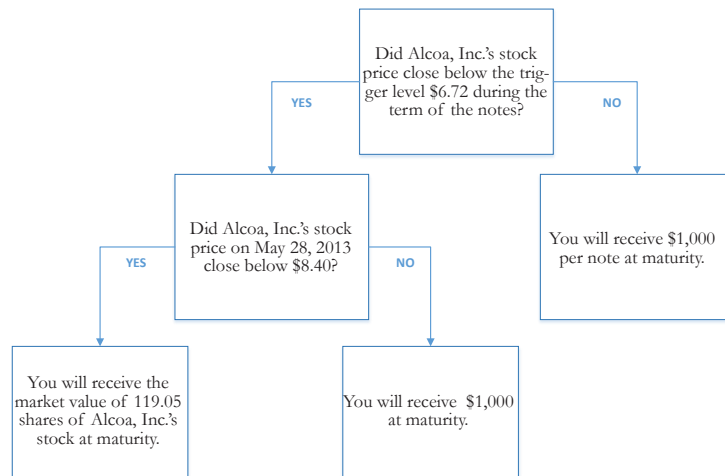 Did Alcoa, Inc.'s stock
price close below the trig-
ger level $6.72 during the
term of the notes?
YES
NO
Did Alcoa, Inc.'s stock
price on May 28, 2013
close below $8.40?
You will receive $1,000
per note at maturity.
YES
NO
You will receive the
market value of 119.05
shares of Alcoa, Inc.'s
stock at maturity.
You will receive $1,000
at maturity.